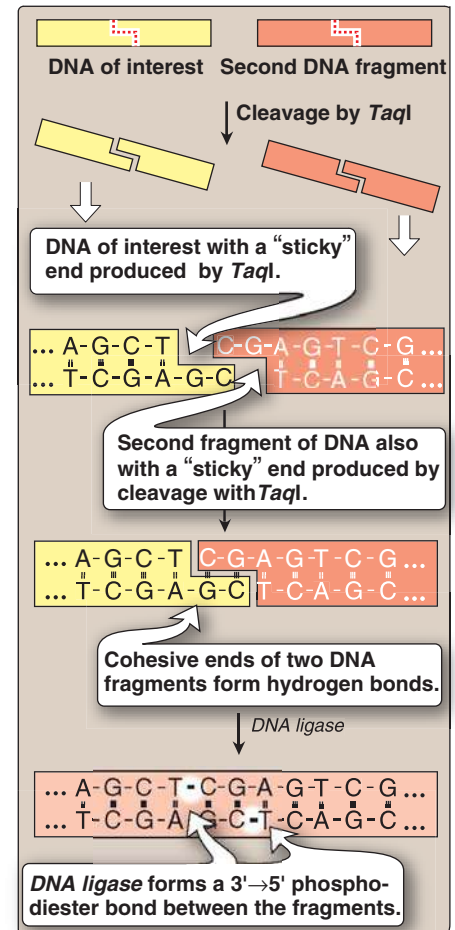 DNA of interest Second DNA fragment
Cleavage by TaqI
DNA of interest with a “sticky”
end produced by TaqI.
... A-G-C-T C-G-A-G-T-C-G...
... T-C-G-A-G-C T-C-A-G-C...
Second fragment of DNA also
with a “sticky” end produced by
cleavage with TaqI.
... A-G-C-T C-G-A-G-T-C-G...
... T-C-G-A-G-C T-C-A-G-C...
Cohesive ends of two DNA
fragments form hydrogen bonds.
DNA ligase
... A-G-C-T-C-G-A-G-T-C-G...
... T-C-G-A-G-C-T-C-A-G-C...
DNA ligase forms a 3'→5' phospho-
diester bond between the fragments.